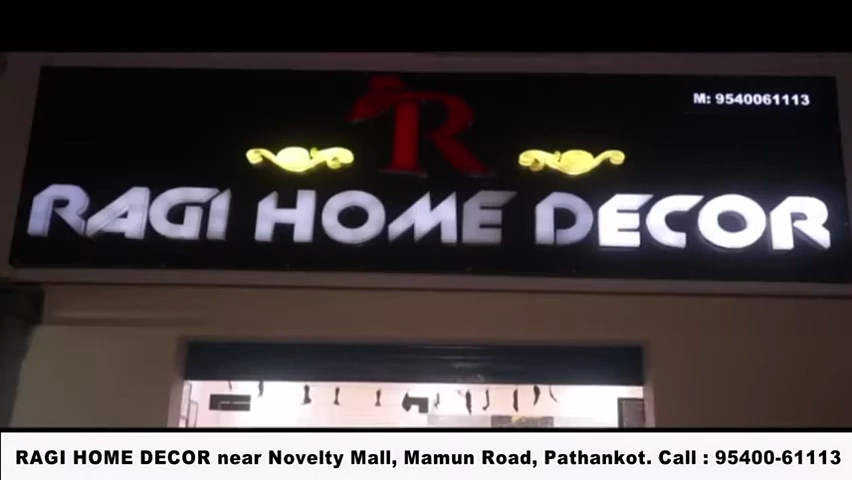 R
M: 9540061113
RAGI HOME DECOR
RAGI HOME DECOR near Novelty Mall, Mamun Road, Pathankot. Call : 95400-61113